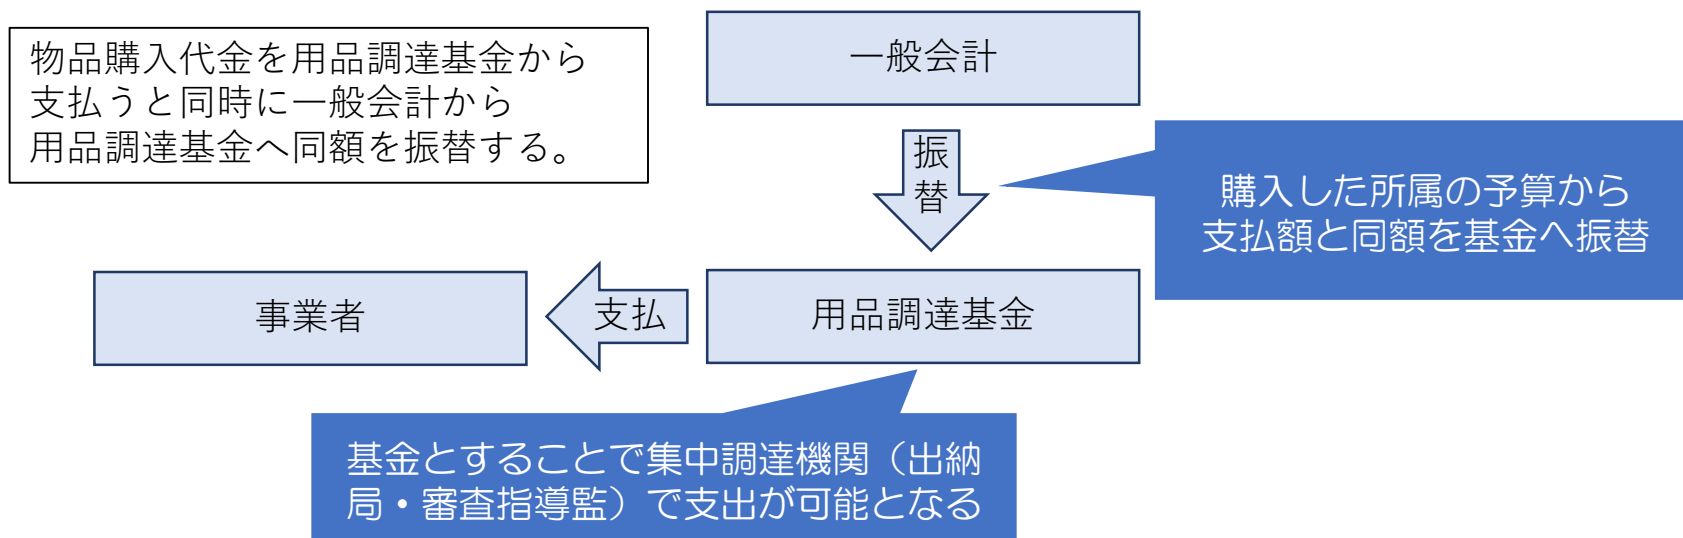 物品購入代金を用品調達基金から
支払うと同時に一般会計から
用品調達基金へ同額を振替する。
一般会計
振
替
購入した所属の予算から
支払額と同額を基金へ振替
事業者
支払
用品調達基金
基金とすることで集中調達機関（出納
局・審査指導監）で支出が可能となる